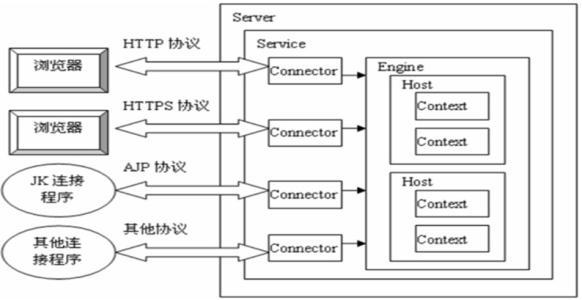 Server
Service
HTTP 协议
浏览器
Connector
Engine
Host
Context
Context
HTTPS 协议
浏览器
Connector
AJP 协议
JK 连接
程序
Connector
Host
Context
Context
其他协议
其他连
接程序
Connector